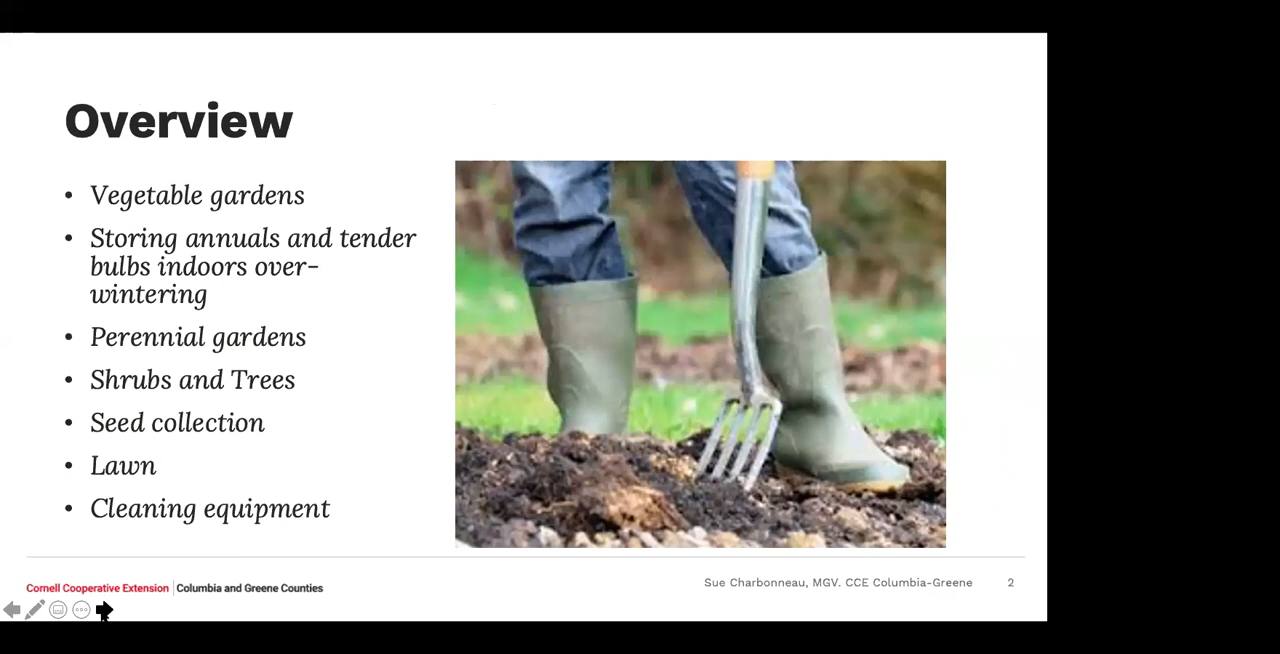 Overview
• Vegetable gardens
• Storing annuals and tender
bulbs indoors over-
wintering
• Perennial gardens
• Shrubs and Trees
• Seed collection
• Lawn
• Cleaning equipment
Sue Charbonneau, MGV. CCE Columbia-Greene 2
Cornell Cooperative Extension | Columbia and Greene Counties